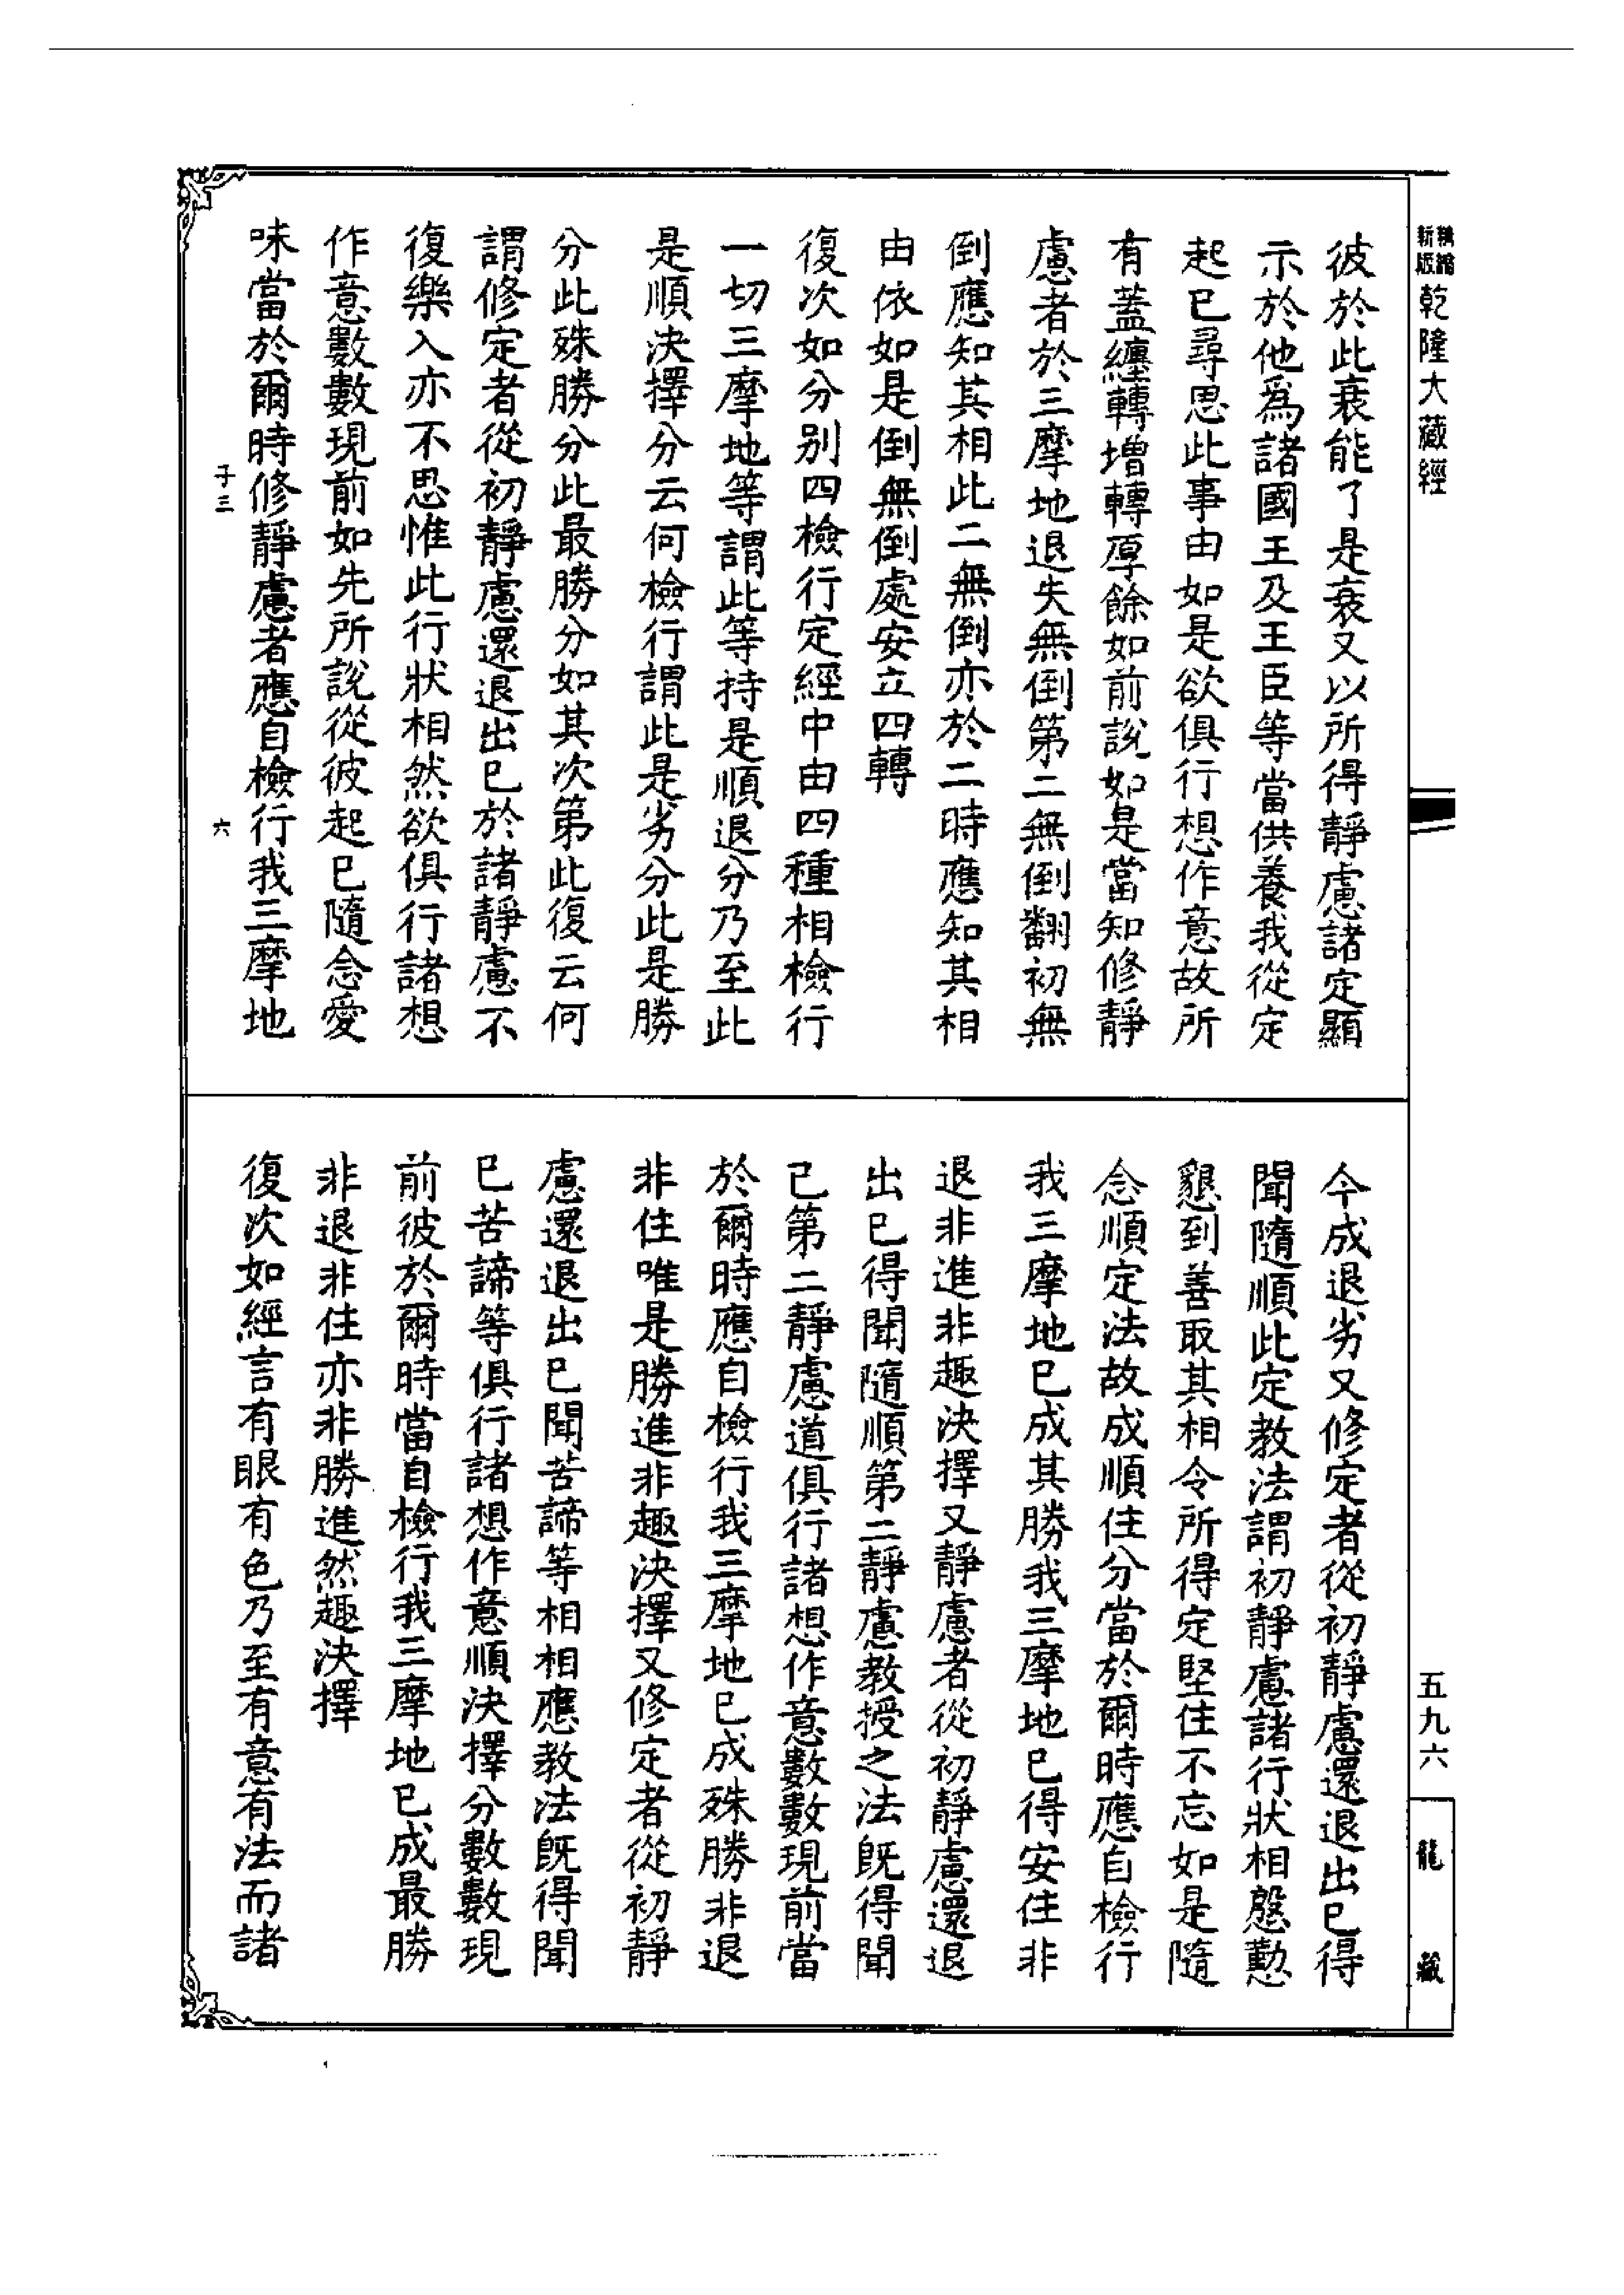 精縮新版乾隆大藏經
彼於此衰能了是衰又以所得靜慮諸定顯
示於他爲諸國王及王臣等當供養我從定
起已尋思此事由如是欲俱行想作意故所
有蓋纏轉增轉厚餘如前說如是當知修靜
慮者於三摩地退失無倒第二無倒翻初無
倒應知其相此二無倒亦於二時應知其相
由依如是倒無倒處安立四轉
復次如分別四檢行定經中由四種相檢行
一切三摩地等謂此等持是順退分乃至此
是順決擇分云何檢行謂此是劣分此是勝
分此殊勝分此最勝分如其次第此復云何
謂修定者從初靜慮還退出已於諸靜慮不
復樂入亦不思惟此行狀相然欲俱行諸想
作意數數現前如先所說從彼起已隨念愛
味當於爾時修靜慮者應自檢行我三摩地
子三
六
今成退劣又修定者從初靜慮還退出已得
聞隨順此定教法謂初靜慮諸行狀相慇懃
懇到善取其相令所得定堅住不忘如是隨
念順定法故成順住分當於爾時應自檢行
我三摩地已成其勝我三摩地已得安住非
退非進非趣決擇又靜慮者從初靜慮還退
出已得聞隨順第二靜慮教授之法旣得聞
已第二靜慮道俱行諸想作意數數現前當
於爾時應自檢行我三摩地已成殊勝非退
非住唯是勝進非趣決擇又修定者從初靜
慮還退出已聞苦諦等相相應教法旣得聞
已苦諦等俱行諸想作意順決擇分數數現
前彼於爾時當自檢行我三摩地已成最勝
非退非住亦非勝進然趣決擇
復次如經言有眼有色乃至有意有法而諸
五九六
龍藏